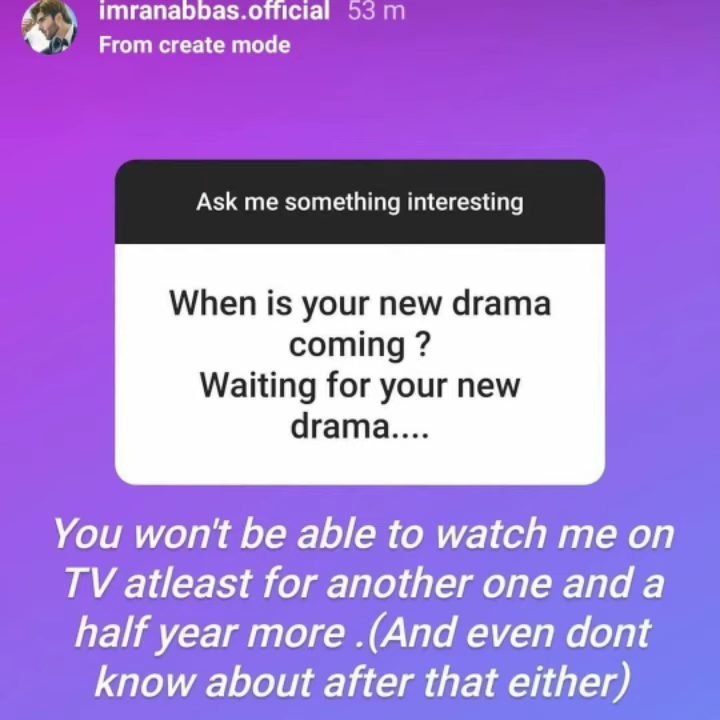 imranabbas.official 53 m
From create mode
Ask me something interesting
When is your new drama
coming ?
Waiting for your new
drama....
You won't be able to watch me on
TV atleast for another one and a
half year more .(And even dont
know about after that either)